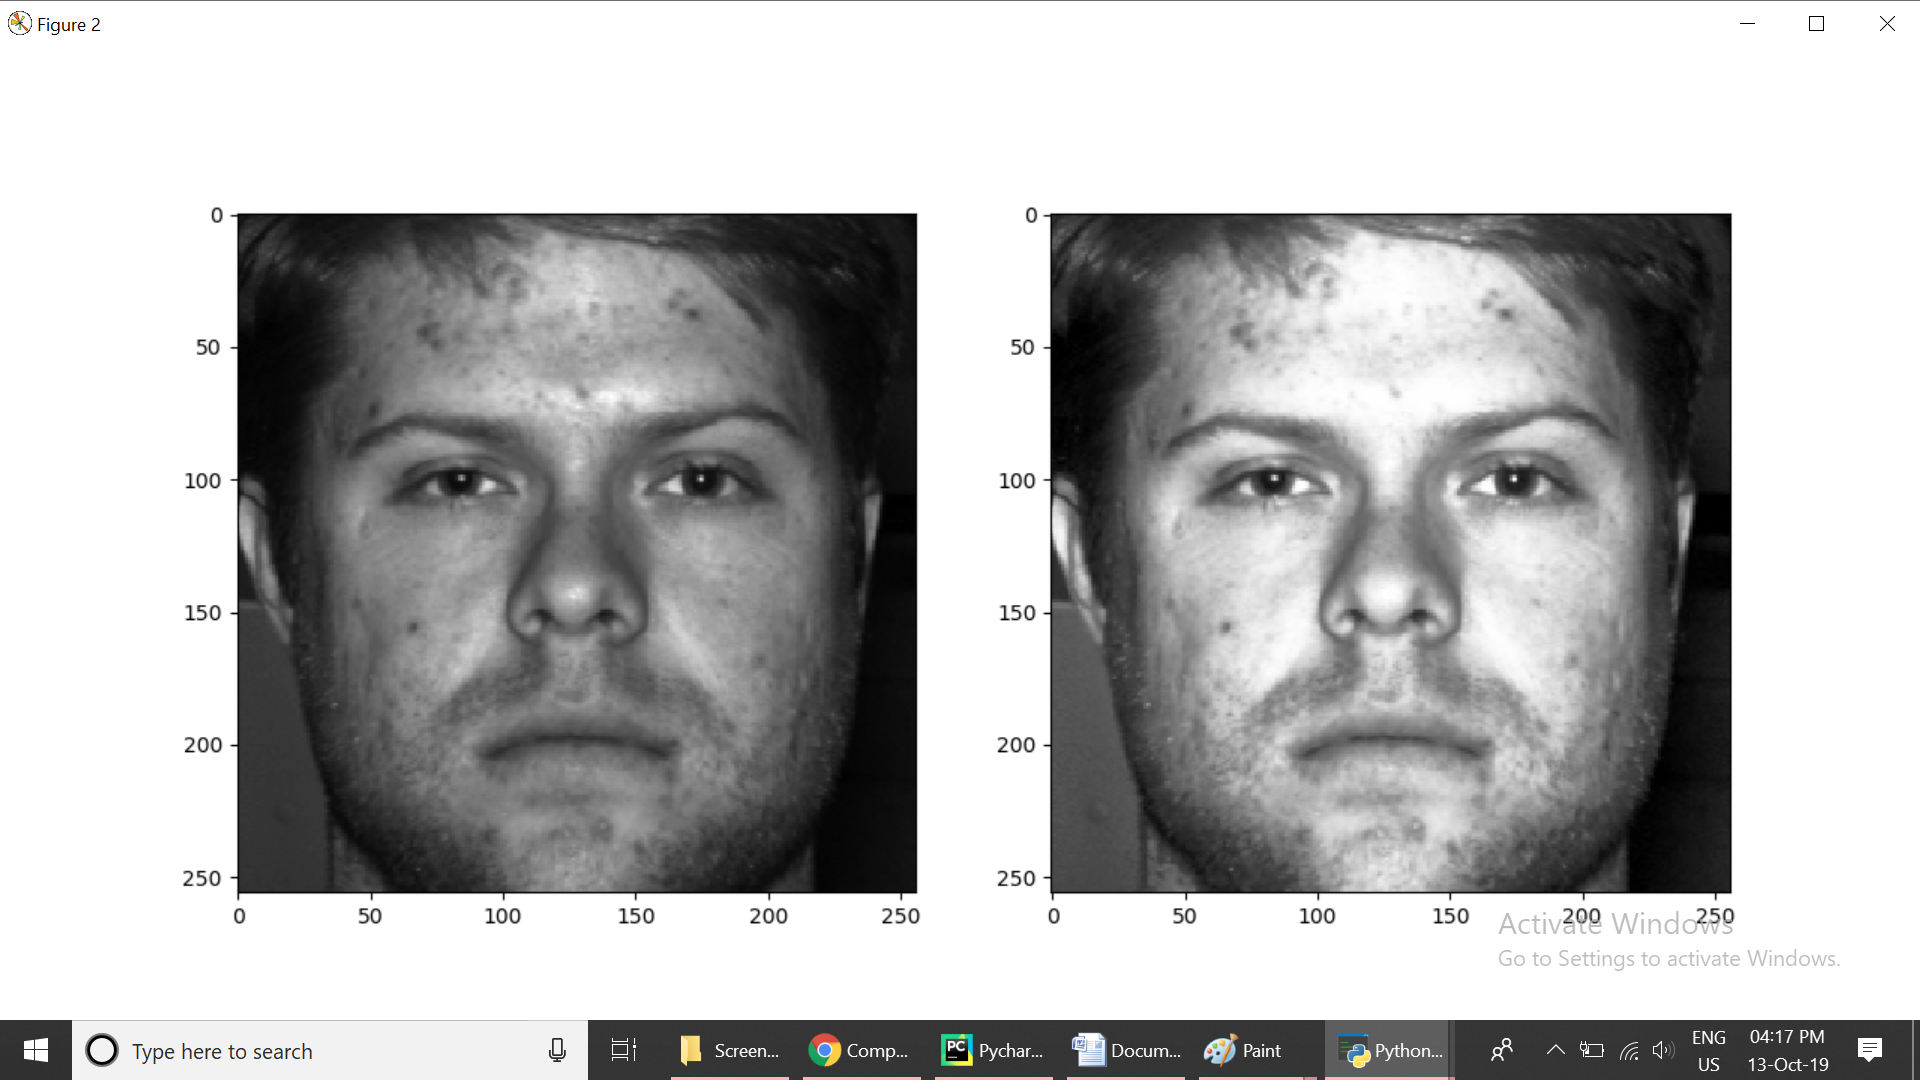 Figure 2
0
50
100
150
200
250
0 50 100 150 200 250
0
50
100
150
200
250
0 50 100 150 200 250
Activate Windows
Go to Settings to activate Windows.
Type here to search
Screen...
Comp...
PC
Pychar...
Docum...
Paint
Python...
ENG
US
04:17 PM
13-Oct-19